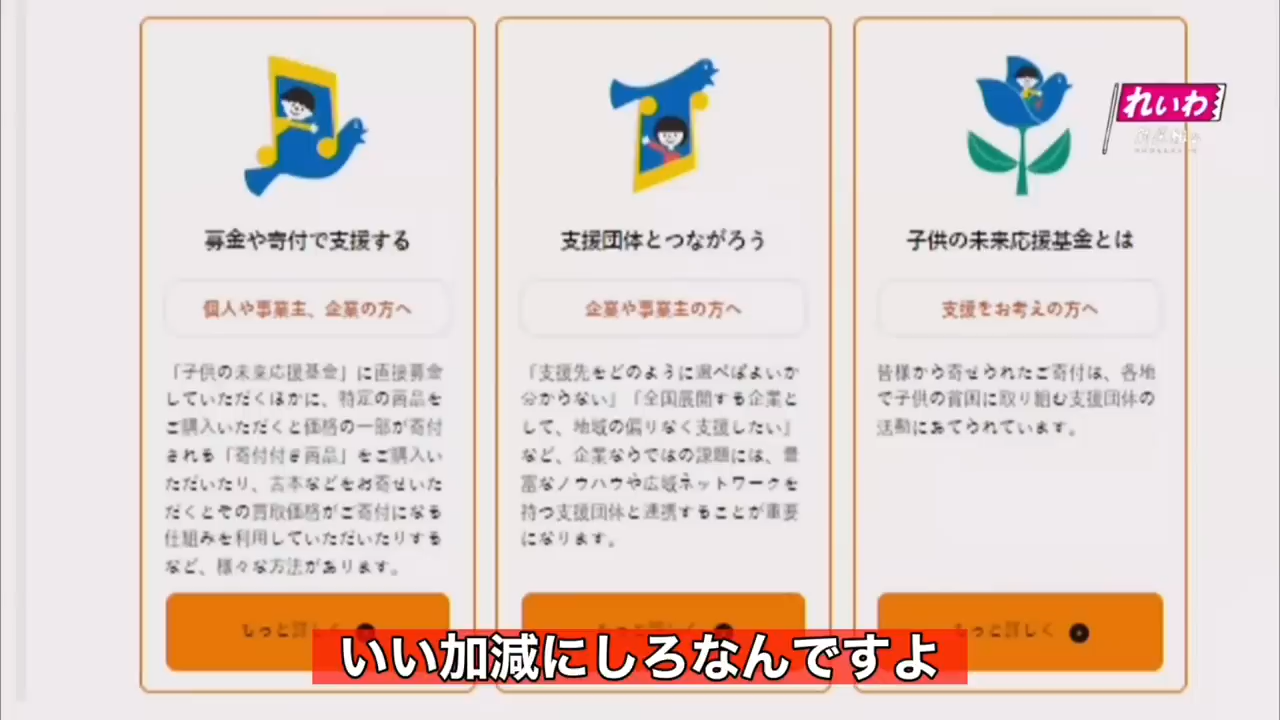 れいわ
募金や寄付で支援する
個人や事業主、企業の方へ
「子供の未来応援基金」に直接募金
していただくほかに、特定の商品を
ご購入いただくと価格の一部が寄付
される「寄付付き商品」をご購入い
ただいたり、古本などをお寄せいた
だくとその買取価格がご寄付になる
仕組みを利用していただいたりする
など、様々な方法があります。
もっと詳しく
支援団体とつながろう
企業や事業主の方へ
「支援先をどのように選べばよいか
分からない」「全国展開する企業と
して、地域の偏りなく支援したい」
など、企業ならではの課題には、豊
富なノウハウや広域ネットワークを
持つ支援団体と連携することが重要
になります。
もっと詳しく
子供の未来応援基金とは
支援をお考えの方へ
皆様から寄せられたご寄付は、各地
で子供の貧困に取り組む支援団体の
活動にあてられています。
もっと詳しく
いい加減にしろなんですよ